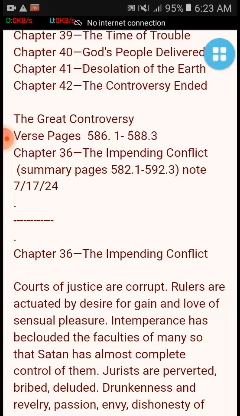 U:0KB/s U:0KB/s 95% 6:23 AM
No internet connection
Chapter 39—The Time of Trouble
Chapter 40—God's People Delivered
Chapter 41—Desolation of the Earth
Chapter 42—The Controversy Ended
The Great Controversy
Verse Pages 586. 1- 588.3
Chapter 36—The Impending Conflict
(summary pages 582.1-592.3) note
7/17/24
.
-------------
.
Chapter 36—The Impending Conflict
Courts of justice are corrupt. Rulers are
actuated by desire for gain and love of
sensual pleasure. Intemperance has
beclouded the faculties of many so
that Satan has almost complete
control of them. Jurists are perverted,
bribed, deluded. Drunkenness and
revelry, passion, envy, dishonesty of